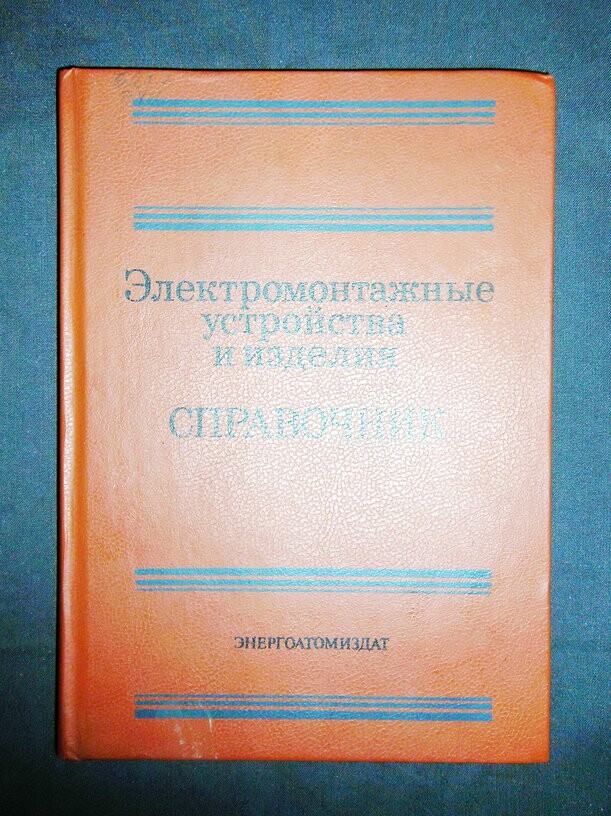 Электромонтажные
устройства
и изделия
СПРАВОЧНИК
ЭНЕРГОАТОМИЗДАТ